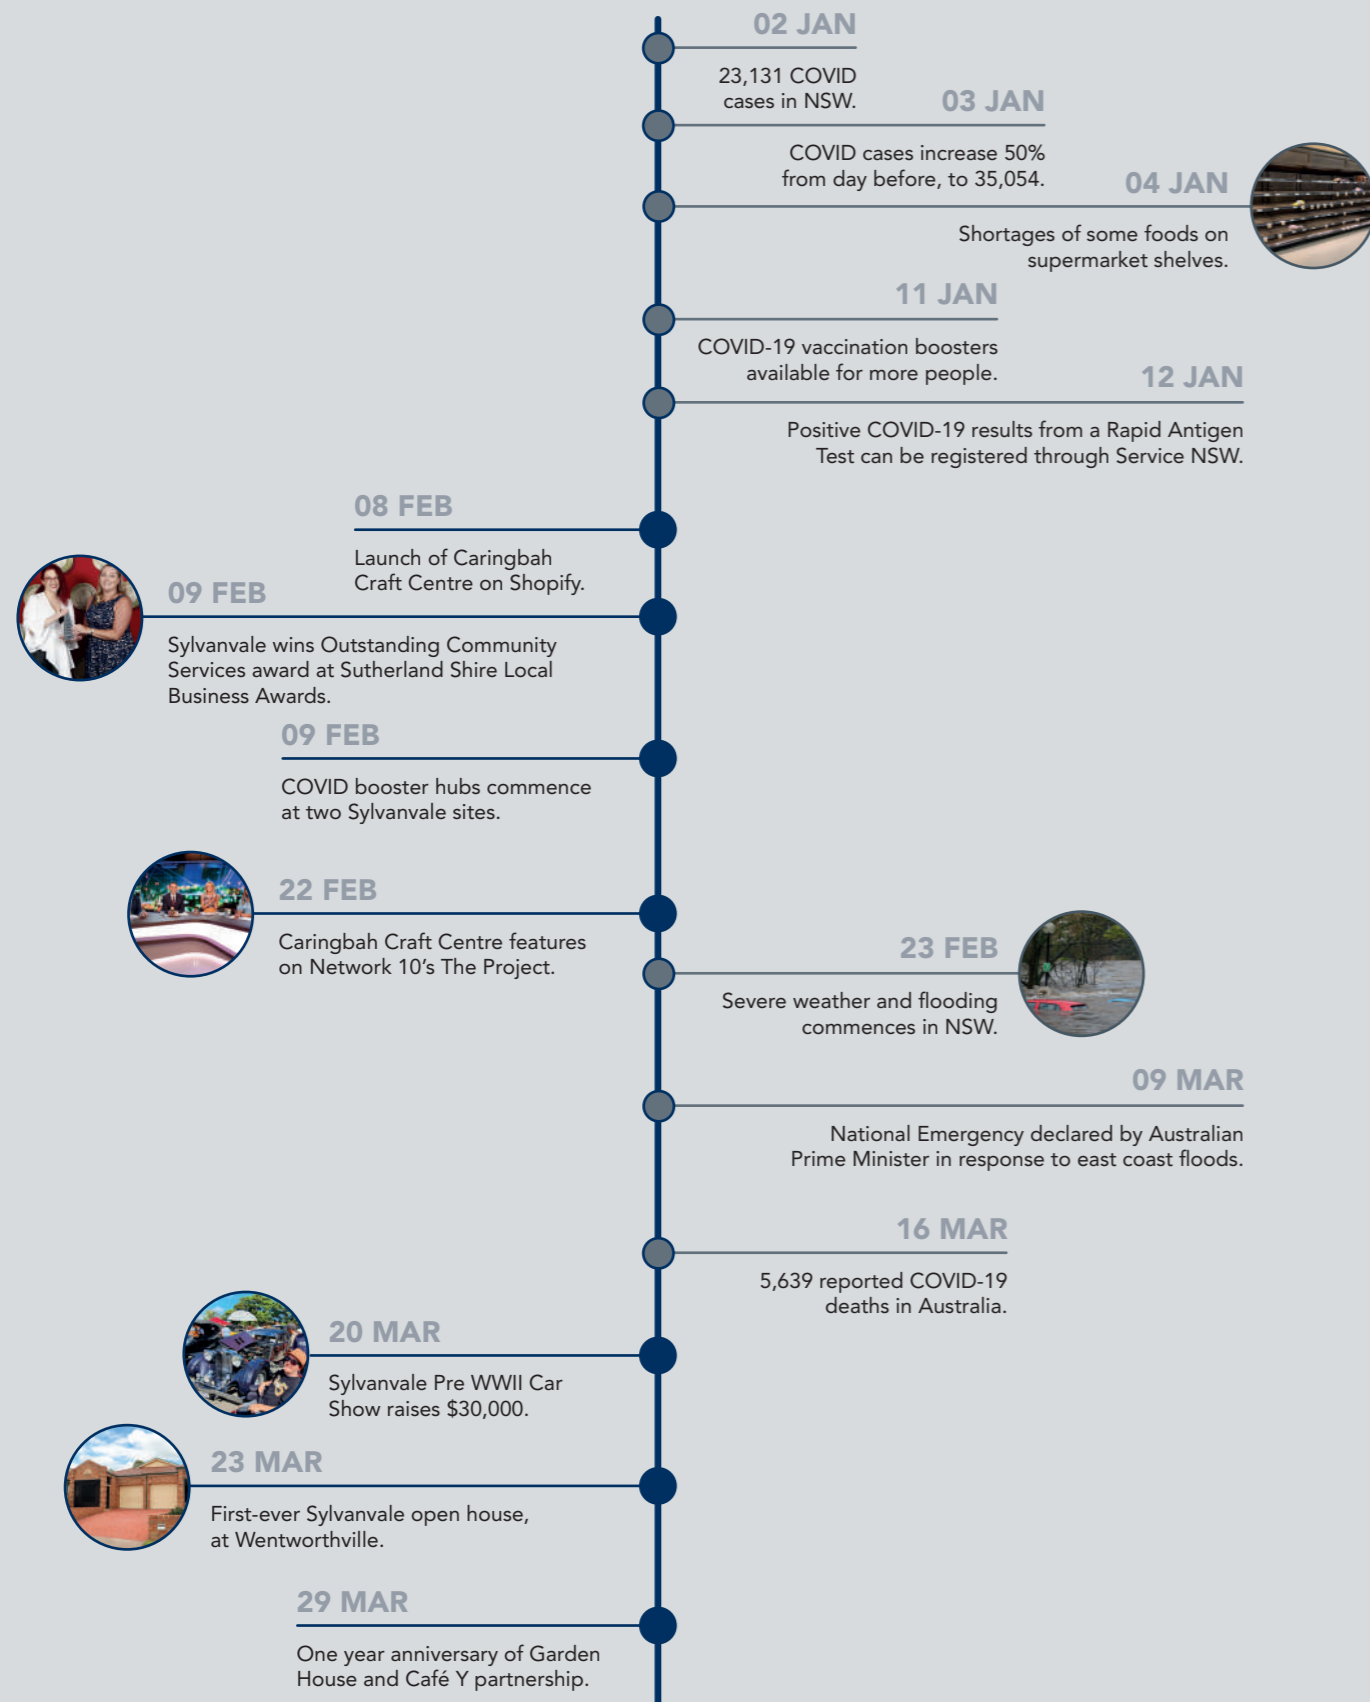 02 JAN
23,131 COVID
cases in NSW.
03 JAN
COVID cases increase 50%
from day before, to 35,054.
04 JAN
Shortages of some foods on
supermarket shelves.
11 JAN
COVID-19 vaccination boosters
available for more people.
12 JAN
Positive COVID-19 results from a Rapid Antigen
Test can be registered through Service NSW.
08 FEB
Launch of Caringbah
Craft Centre on Shopify.
09 FEB
Sylvanvale wins Outstanding Community
Services award at Sutherland Shire Local
Business Awards.
09 FEB
COVID booster hubs commence
at two Sylvanvale sites.
22 FEB
Caringbah Craft Centre features
on Network 10’s The Project.
23 FEB
Severe weather and flooding
commences in NSW.
09 MAR
National Emergency declared by Australian
Prime Minister in response to east coast floods.
16 MAR
5,639 reported COVID-19
deaths in Australia.
20 MAR
Sylvanvale Pre WWII Car
Show raises $30,000.
23 MAR
First-ever Sylvanvale open house,
at Wentworthville.
29 MAR
One year anniversary of Garden
House and Café Y partnership.